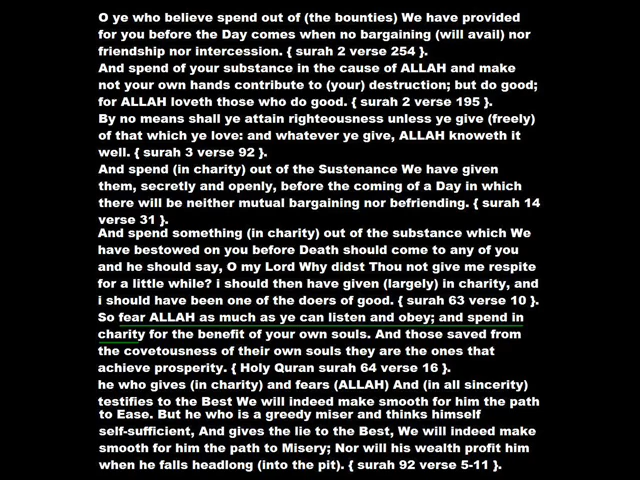 O ye who believe spend out of (the bounties) We have provided
for you before the Day comes when no bargaining (will avail) nor
friendship nor intercession. { surah 2 verse 254 }.
And spend of your substance in the cause of ALLAH and make
not your own hands contribute to (your) destruction; but do good;
for ALLAH loveth those who do good. { surah 2 verse 195 }.
By no means shall ye attain righteousness unless ye give (freely)
of that which ye love: and whatever ye give, ALLAH knoweth it
well. { surah 3 verse 92 }.
And spend (in charity) out of the Sustenance We have given
them, secretly and openly, before the coming of a Day in which
there will be neither mutual bargaining nor befriending. { surah 14
verse 31 }.
And spend something (in charity) out of the substance which We
have bestowed on you before Death should come to any of you
and he should say, O my Lord Why didst Thou not give me respite
for a little while? i should then have given (largely) in charity, and
i should have been one of the doers of good. { surah 63 verse 10 }.
So fear ALLAH as much as ye can listen and obey; and spend in
charity for the benefit of your own souls. And those saved from
the covetousness of their own souls they are the ones that
achieve prosperity. { Holy Quran surah 64 verse 16 }.
he who gives (in charity) and fears (ALLAH) And (in all sincerity)
testifies to the Best We will indeed make smooth for him the path
to Ease. But he who is a greedy miser and thinks himself
self-sufficient, And gives the lie to the Best, We will indeed make
smooth for him the path to Misery; Nor will his wealth profit him
when he falls headlong (into the pit). { surah 92 verse 5-11 }.